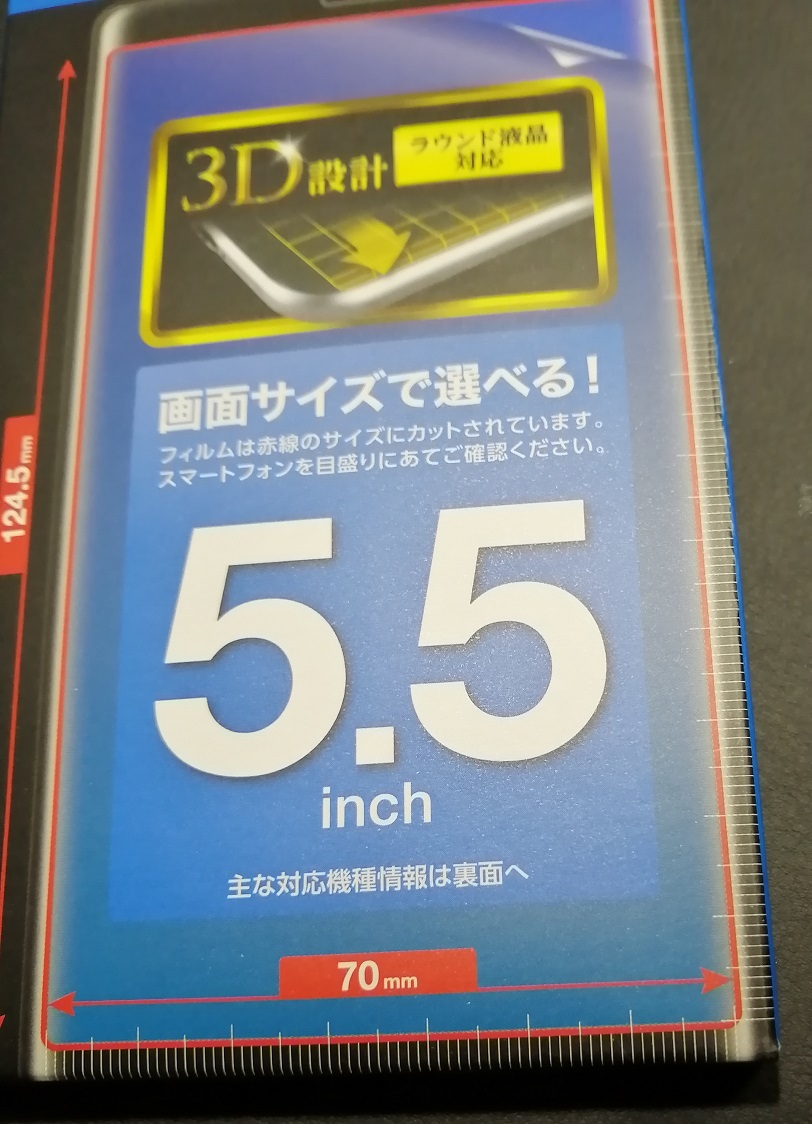 3D設計
ラウンド液晶
対応
画面サイズで選べる!
フィルムは赤線のサイズにカットされています。
スマートフォンを目盛りにあてご確認ください。
124.5mm
5.5
inch
主な対応機種情報は裏面へ
70mm